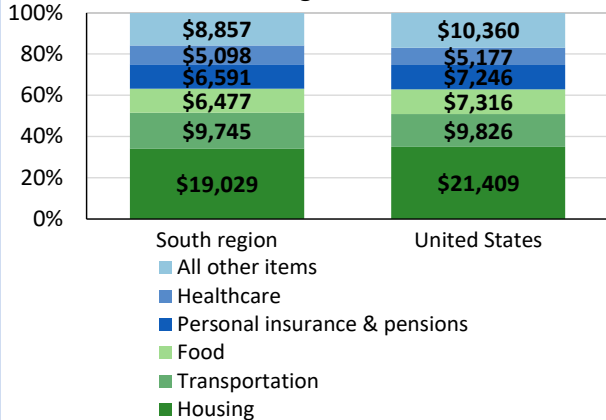 100%
80%
60%
40%
20%
0%
$8,857
$5,098
$6,591
$6,477
$9,745
$19,029
$10,360
$5,177
$7,246
$7,316
$9,826
$21,409
South region
United States
All other items
Healthcare
Personal insurance & pensions
Food
Transportation
Housing